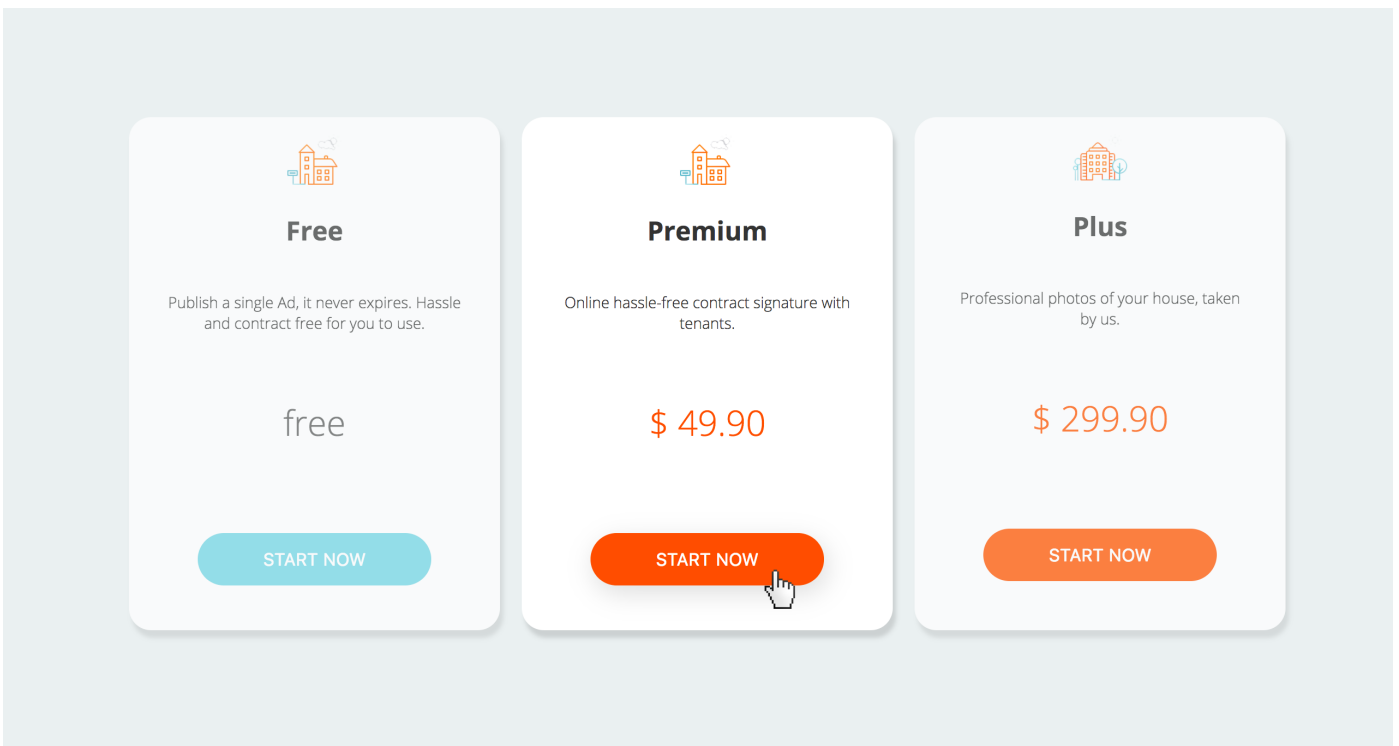 Free
Publish a single Ad, it never expires. Hassle
and contract free for you to use.
free
START NOW
Premium
Online hassle-free contract signature with
tenants.
$ 49.90
START NOW
Plus
Professional photos of your house, taken
by us.
$ 299.90
START NOW